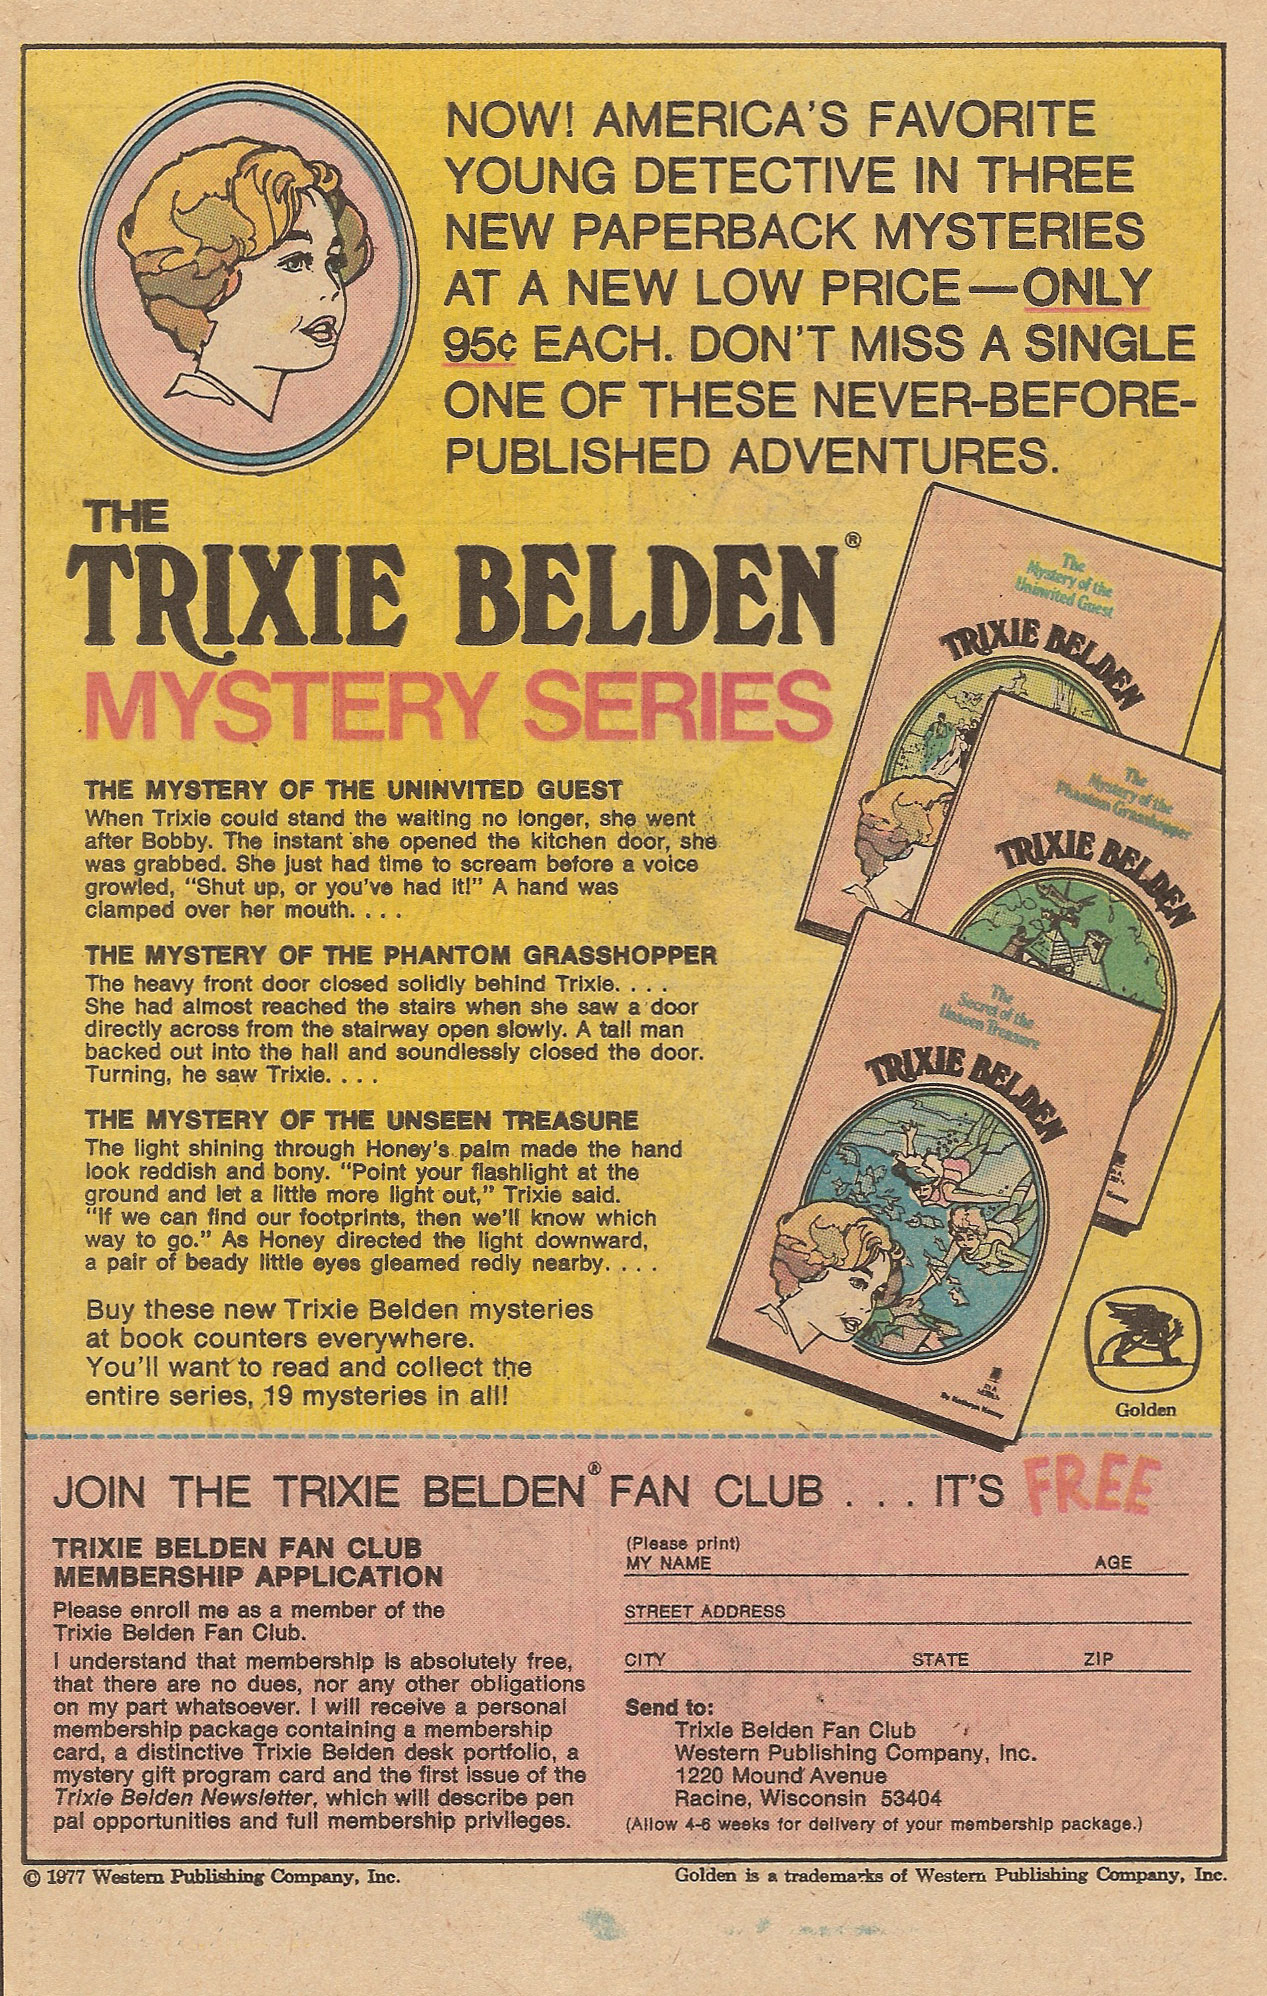 NOW! AMERICA'S FAVORITE
YOUNG DETECTIVE IN THREE
NEW PAPERBACK MYSTERIES
AT A NEW LOW PRICE—ONLY
95¢ EACH. DON'T MISS A SINGLE
ONE OF THESE NEVER-BEFORE-
PUBLISHED ADVENTURES.
THE
TRIXIE BELDEN®
MYSTERY SERIES
THE MYSTERY OF THE UNINVITED GUEST
When Trixie could stand the waiting no longer, she went
after Bobby. The instant she opened the kitchen door, she
was grabbed. She just had time to scream before a voice
growled, "Shut up, or you've had it!" A hand was
clamped over her mouth. . . .
THE MYSTERY OF THE PHANTOM GRASSHOPPER
The heavy front door closed solidly behind Trixie. . . .
She had almost reached the stairs when she saw a door
directly across from the stairway open slowly. A tall man
backed out into the hall and soundlessly closed the door.
Turning, he saw Trixie. . . .
THE MYSTERY OF THE UNSEEN TREASURE
The light shining through Honey's palm made the hand
look reddish and bony. "Point your flashlight at the
ground and let a little more light out," Trixie said.
"If we can find our footprints, then we'll know which
way to go." As Honey directed the light downward,
a pair of beady little eyes gleamed redly nearby. . . .
Buy these new Trixie Belden mysteries
at book counters everywhere.
You'll want to read and collect the
entire series, 19 mysteries in all!
The
Mystery of the
Uninvited Guest
TRIXIE BELDEN
The
Mystery of the
Phantom Grasshopper
TRIXIE BELDEN
The
Secret of the
Unseen Treasure
TRIXIE BELDEN
By Kathryn Kenny
Golden
JOIN THE TRIXIE BELDEN® FAN CLUB . . . IT'S FREE
TRIXIE BELDEN FAN CLUB
MEMBERSHIP APPLICATION
Please enroll me as a member of the
Trixie Belden Fan Club.
I understand that membership is absolutely free,
that there are no dues, nor any other obligations
on my part whatsoever. I will receive a personal
membership package containing a membership
card, a distinctive Trixie Belden desk portfolio, a
mystery gift program card and the first issue of the
Trixie Belden Newsletter, which will describe pen
pal opportunities and full membership privileges.
(Please print)
MY NAME AGE
STREET ADDRESS
CITY STATE ZIP
Send to:
Trixie Belden Fan Club
Western Publishing Company, Inc.
1220 Mound Avenue
Racine, Wisconsin 53404
(Allow 4-6 weeks for delivery of your membership package.)
© 1977 Western Publishing Company, Inc.
Golden is a trademarks of Western Publishing Company, Inc.